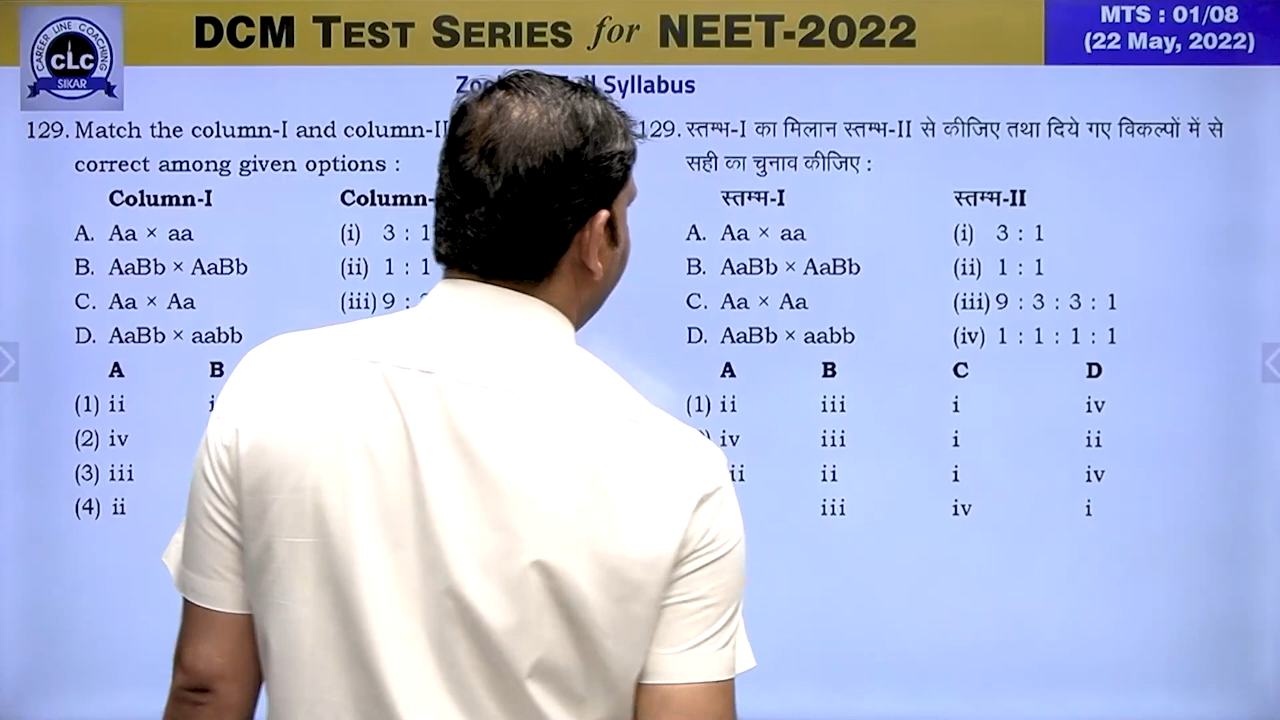 CAREER LINE COACHING
CLC
SIKAR
DCM TEST SERIES for NEET-2022
MTS : 01/08
(22 May, 2022)
Syllabus
129. Match the column-I and column-II
correct among given options :
Column-I Column-
A. Aa × aa (i) 3 : 1
B. AaBb × AaBb (ii) 1 : 1
C. Aa × Aa (iii) 9 :
D. AaBb × aabb
A B
(1) ii
(2) iv
(3) iii
(4) ii
129. स्तम्भ-I का मिलान स्तम्भ-II से कीजिए तथा दिये गए विकल्पों में से
सही का चुनाव कीजिए :
स्तम्भ-I स्तम्भ-II
A. Aa × aa (i) 3 : 1
B. AaBb × AaBb (ii) 1 : 1
C. Aa × Aa (iii) 9 : 3 : 3 : 1
D. AaBb × aabb (iv) 1 : 1 : 1 : 1
A B C D
(1) ii iii i iv
iv iii i ii
ii i iv
iii iv i